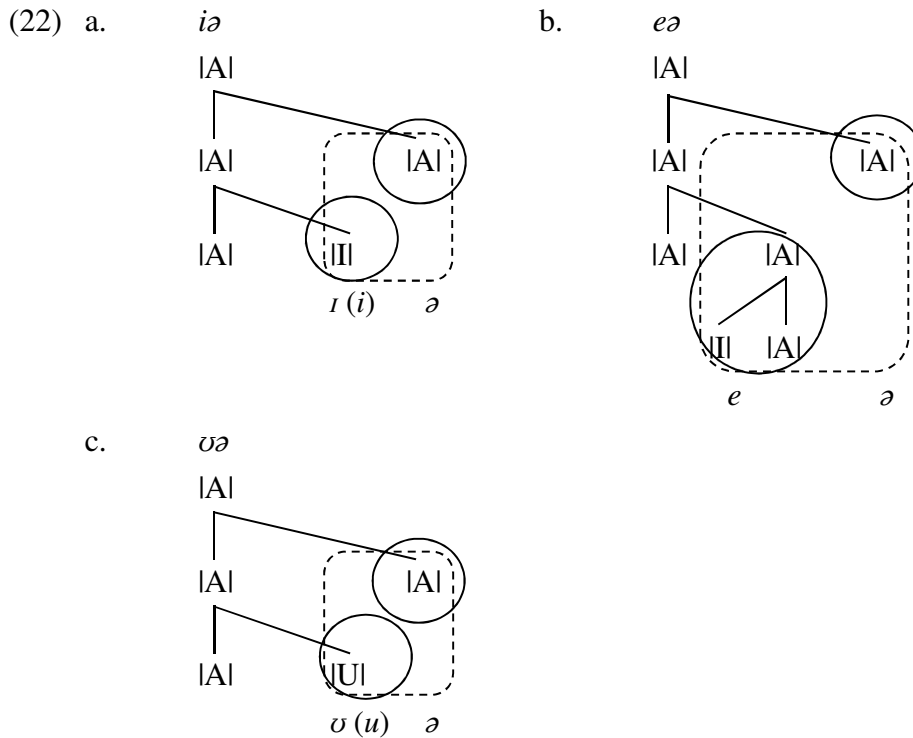 (22) a. iə b. eə
|A| |A|
|A| |A| |A| |A|
|A| |I| |A| |A|
ɪ (i) ə
|I| |A|
e ə
c. ʊə
|A|
|A| |A|
|A| |U|
ʊ (u) ə